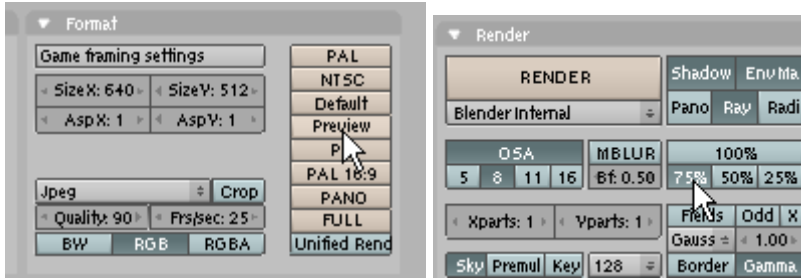 Format
Game framing settings
SizeX: 640
SizeY: 512
AspX: 1
AspY: 1
Jpeg
Crop
Quality: 90
Frs/sec: 25
BW
RGB
RGBA
PAL
NTSC
Default
Preview
PAL 16:9
PANO
FULL
Unified Rend
Render
RENDER
Blender Internal
Shadow
EnvMa
Pano
Ray
Radi
OSA
MBLUR
5
8
11
16
Bf: 0.50
100%
75%
50%
25%
Xparts: 1
Yparts: 1
Fields
Odd
X
Gauss
1.00
Sky
Premul
Key
128
Border
Gamma